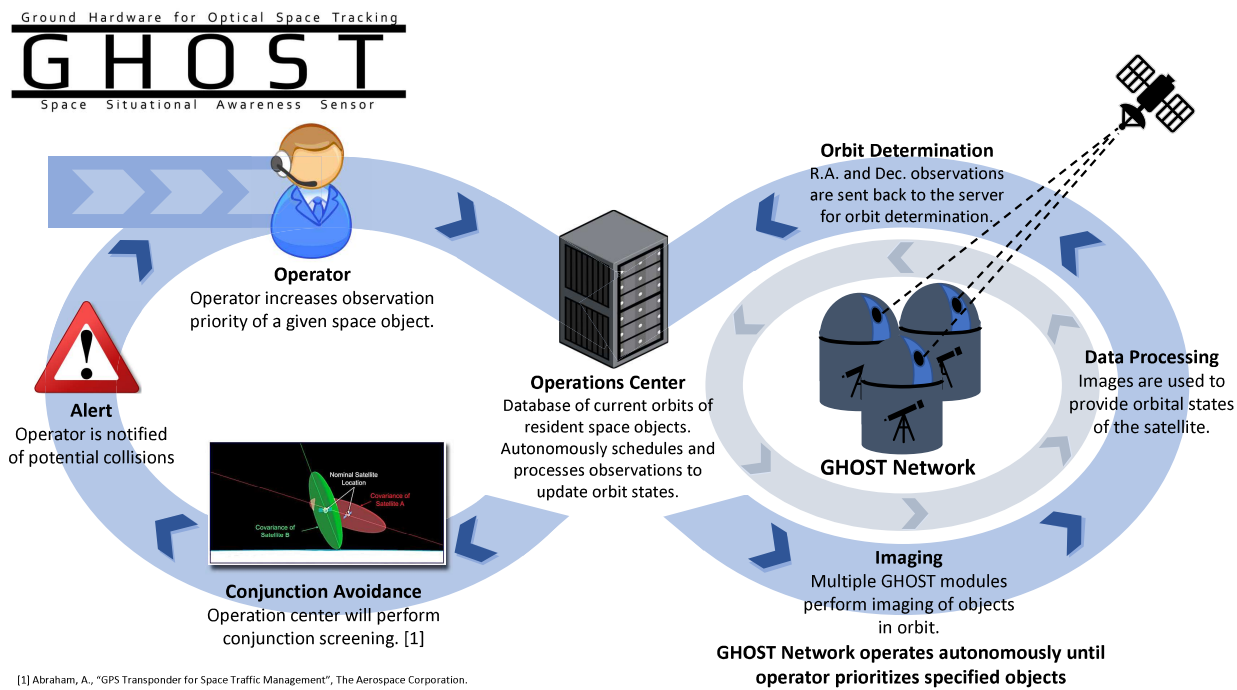 Ground Hardware for Optical Space Tracking
GHOST
Space Situational Awareness Sensor
Operator
Operator increases observation
priority of a given space object.
Alert
Operator is notified
of potential collisions
Nominal Satellite
Location
Covariance of
Satellite A
Covariance of
Satellite B
Conjunction Avoidance
Operation center will perform
conjunction screening. [1]
Operations Center
Database of current orbits of
resident space objects.
Autonomously schedules and
processes observations to
update orbit states.
Orbit Determination
R.A. and Dec. observations
are sent back to the server
for orbit determination.
GHOST Network
Data Processing
Images are used to
provide orbital states
of the satellite.
Imaging
Multiple GHOST modules
perform imaging of objects
in orbit.
GHOST Network operates autonomously until
operator prioritizes specified objects
[1] Abraham, A., “GPS Transponder for Space Traffic Management”, The Aerospace Corporation.